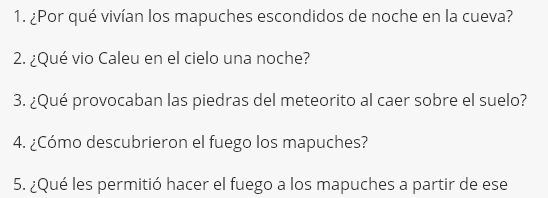 1. ¿Por qué vivían los mapuches escondidos de noche en la cueva?
2. ¿Qué vio Caleu en el cielo una noche?
3. ¿Qué provocaban las piedras del meteorito al caer sobre el suelo?
4. ¿Cómo descubrieron el fuego los mapuches?
5. ¿Qué les permitió hacer el fuego a los mapuches a partir de ese